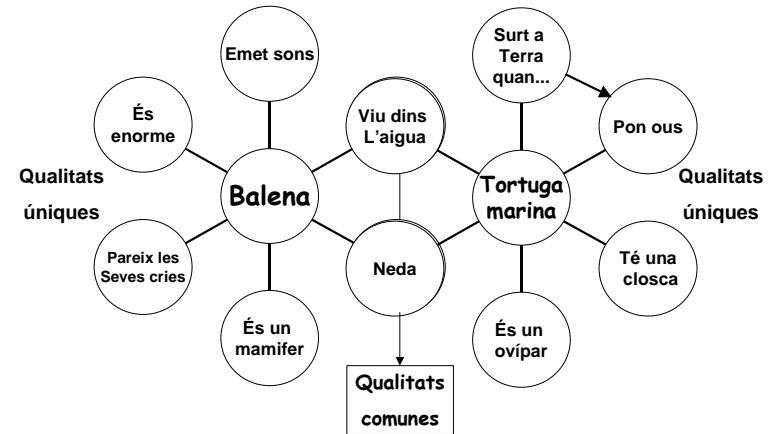 Emet sons
És
enorme
Qualitats
úniques
Balena
Pareix les
Seves cries
És un
mamifer
Viu dins
L'aigua
Neda
Qualitats
comunes
Surt a
Terra
quan...
Pon ous
Tortuga
marina
Qualitats
úniques
Té una
closca
És un
ovípar